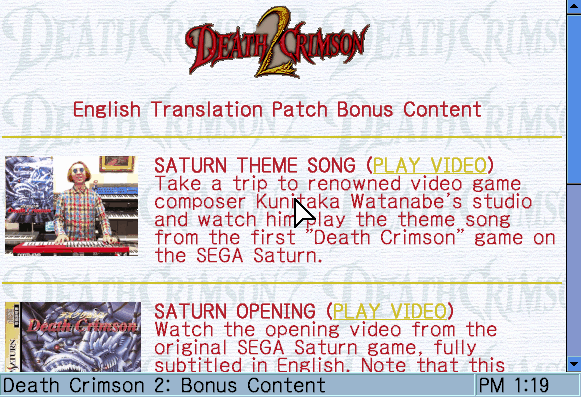 DEATH CRIMSON 2
English Translation Patch Bonus Content
SATURN THEME SONG (PLAY VIDEO)
Take a trip to renowned video game
composer Kunitaka Watanabe's studio
and watch him play the theme song
from the first "Death Crimson" game on
the SEGA Saturn.
Death Crimson
SATURN OPENING (PLAY VIDEO)
Watch the opening video from the
original SEGA Saturn game, fully
subtitled in English. Note that this
Death Crimson 2: Bonus Content
PM 1:19